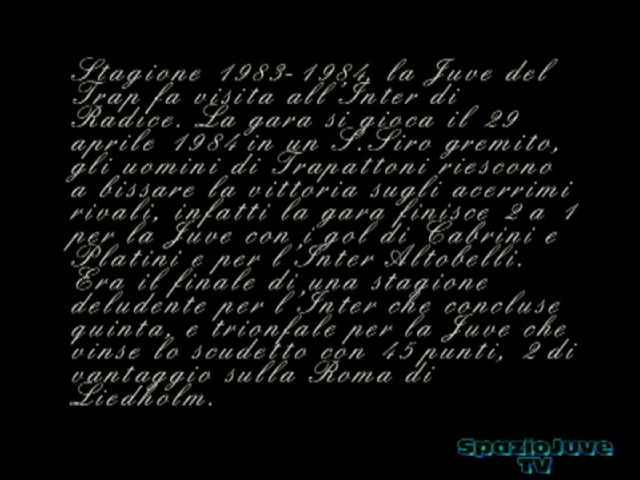 Stagione 1983-1984, la Juve del
Trap fa visita all'Inter di
Radice. La gara si gioca il 29
aprile 1984 in un S.Siro gremito,
gli uomini di Trapattoni riescono
a bissare la vittoria sugli acerrimi
rivali, infatti la gara finisce 2 a 1
per la Juve con i gol di Cabrini e
Platini e per l'Inter Altobelli.
Era il finale di una stagione
deludente per l'Inter che concluse
quinta, e trionfale per la Juve che
vinse lo scudetto con 45 punti, 2 di
vantaggio sulla Roma di
Liedholm.
SpazioJuve
TV